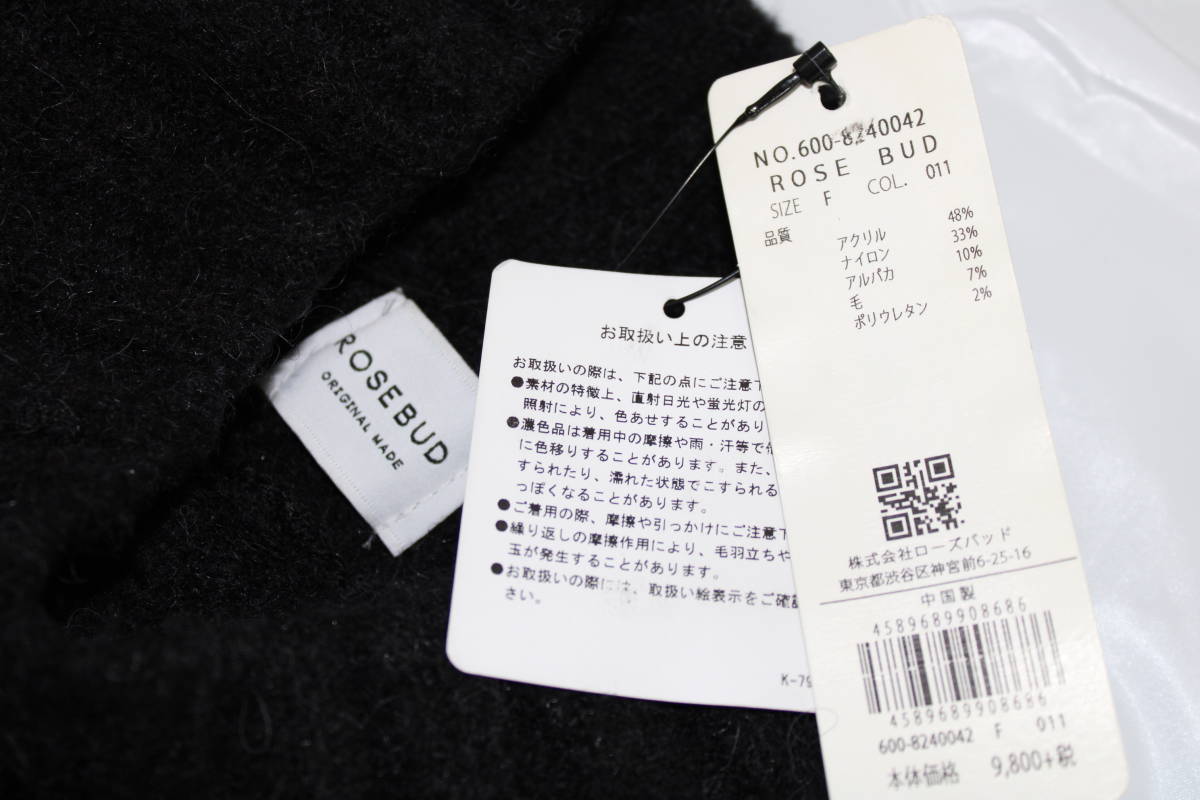 ROSEBUD
ORIGINAL MADE
お取扱い上の注意
お取扱いの際は、下記の点にご注意下
●素材の特徴上、直射日光や蛍光灯の
照射により、色あせすることがあり
●濃色品は着用中の摩擦や雨・汗等で他
に色移りすることがあります。また、
すられたり、濡れた状態でこすられる
っぽくなることがあります。
●ご着用の際、摩擦や引っかけにご注意下
●繰り返しの摩擦作用により、毛羽立ちや
玉が発生することがあります。
●お取扱いの際には、取扱い絵表示をご確認
さい。
K-79
NO.600-8240042
ROSE BUD
SIZE F COL. 011
品質 アクリル 48%
ナイロン 33%
アルパカ 10%
毛 7%
ポリウレタン 2%
株式会社ローズバッド
東京都渋谷区神宮前6-25-16
中国製
4589689908686
4589689908686
600-8240042 F 011
本体価格 9,800+税